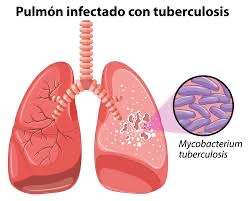 Pulmón infectado con tuberculosis
Mycobacterium
tuberculosis